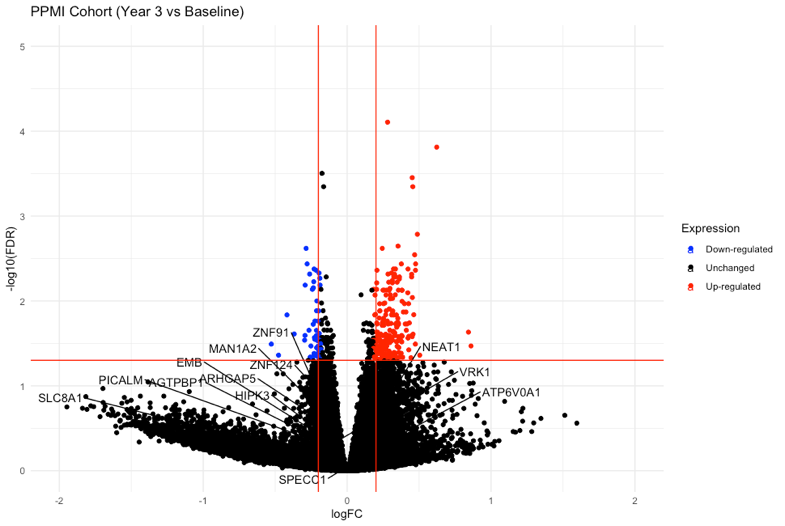 PPMI Cohort (Year 3 vs Baseline)
5
4
3
2
1
0
-log10(FDR)
ZNF91
MAN1A2
NEAT1
EMB
ZNF124
VRK1
PICALM
AGTPBP1
ARHGAP5
HIPK3
ATP6V0A1
SLC8A1
SPECC1
-2
-1
0
1
2
logFC
Expression
Down-regulated
Unchanged
Up-regulated